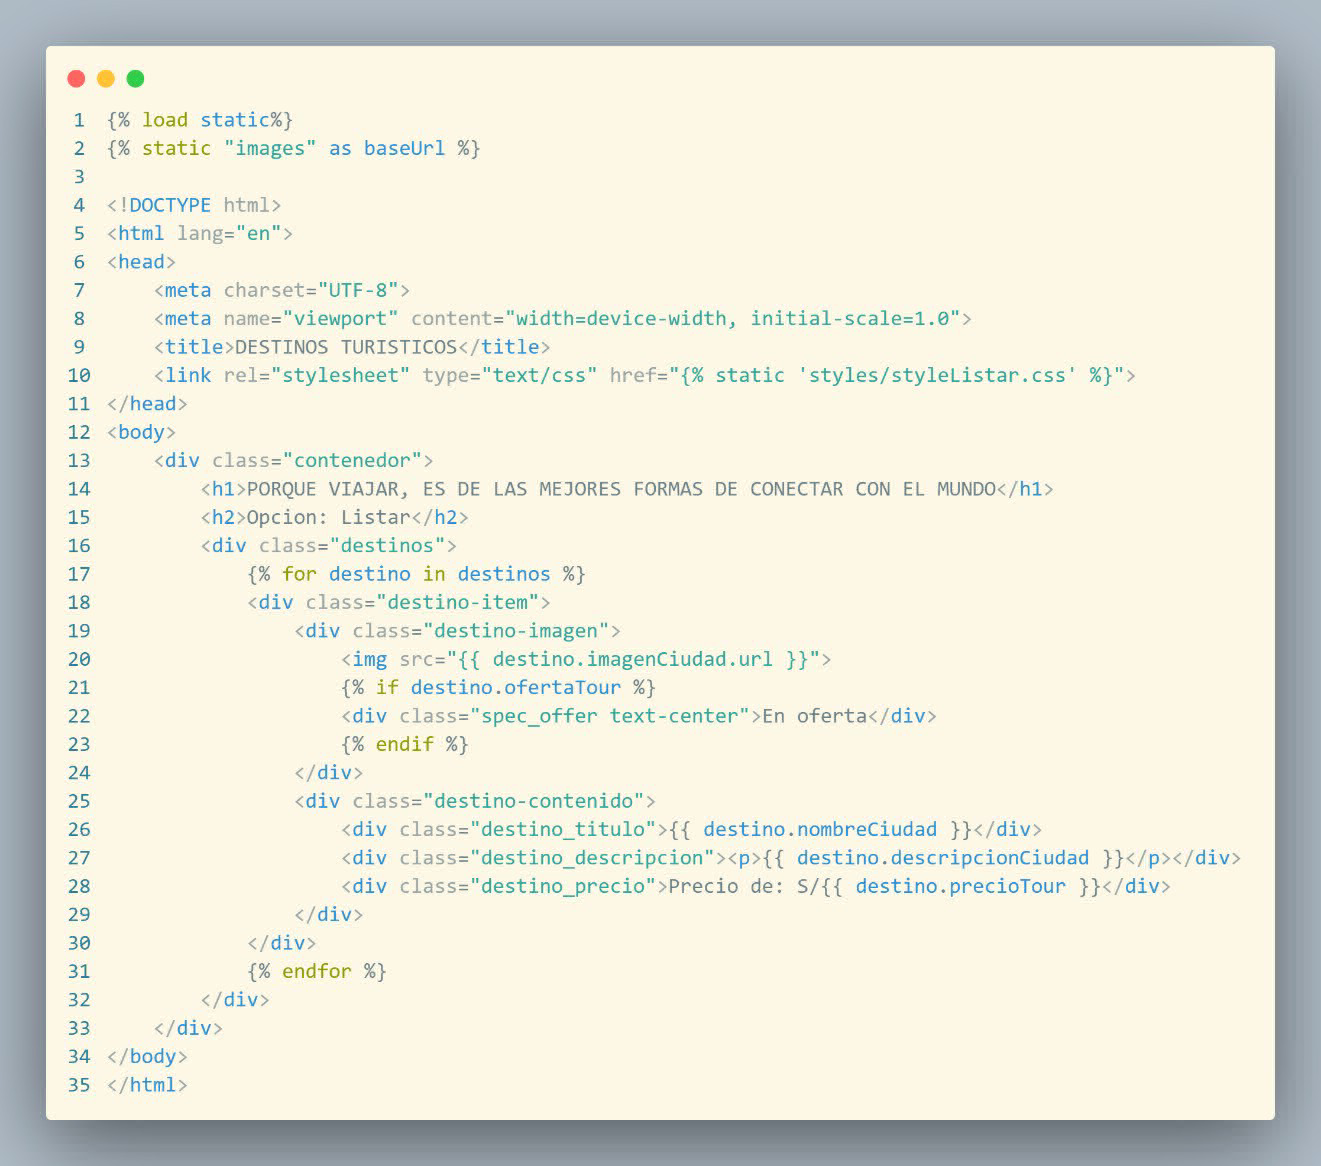 1 {% load static%}
2 {% static "images" as baseUrl %}
3
4 <!DOCTYPE html>
5 <html lang="en">
6 <head>
7     <meta charset="UTF-8">
8     <meta name="viewport" content="width=device-width, initial-scale=1.0">
9     <title>DESTINOS TURISTICOS</title>
10     <link rel="stylesheet" type="text/css" href="{% static 'styles/styleListar.css' %}">
11 </head>
12 <body>
13     <div class="contenedor">
14         <h1>PORQUE VIAJAR, ES DE LAS MEJORES FORMAS DE CONECTAR CON EL MUNDO</h1>
15         <h2>Opcion: Listar</h2>
16         <div class="destinos">
17             {% for destino in destinos %}
18             <div class="destino-item">
19                 <div class="destino-imagen">
20                     <img src="{{ destino.imagenCiudad.url }}">
21                     {% if destino.ofertaTour %}
22                     <div class="spec_offer text-center">En oferta</div>
23                     {% endif %}
24                 </div>
25                 <div class="destino-contenido">
26                     <div class="destino_titulo">{{ destino.nombreCiudad }}</div>
27                     <div class="destino_descripcion"><p>{{ destino.descripcionCiudad }}</p></div>
28                     <div class="destino_precio">Precio de: S/{{ destino.precioTour }}</div>
29                 </div>
30             </div>
31             {% endfor %}
32         </div>
33     </div>
34 </body>
35 </html>